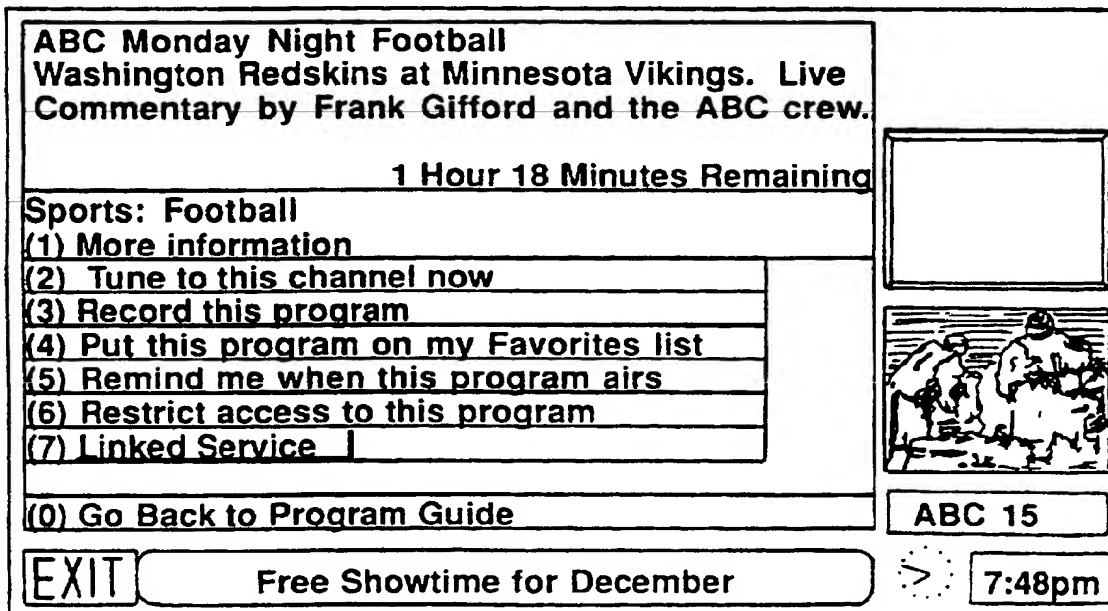 ABC Monday Night Football
Washington Redskins at Minnesota Vikings. Live
Commentary by Frank Gifford and the ABC crew.
1 Hour 18 Minutes Remaining
Sports: Football
(1) More information
(2) Tune to this channel now
(3) Record this program
(4) Put this program on my Favorites list
(5) Remind me when this program airs
(6) Restrict access to this program
(7) Linked Service
(0) Go Back to Program Guide
ABC 15
EXIT
Free Showtime for December
7:48pm